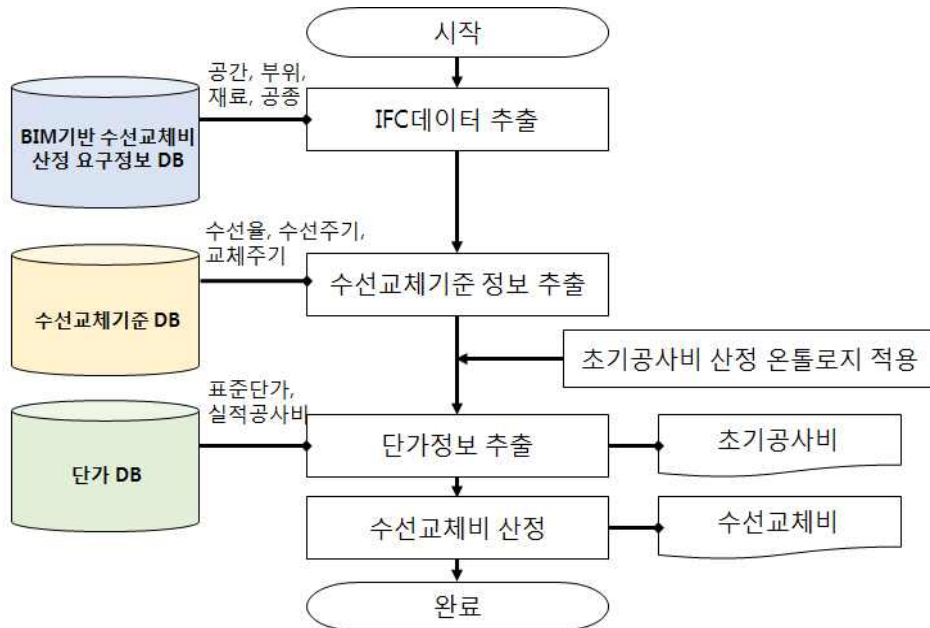 시작
공간, 부위,
재료, 공종
BIM기반 수선교체비
산정 요구정보 DB
IFC데이터 추출
수선율, 수선주기,
교체주기
수선교체기준 DB
수선교체기준 정보 추출
초기공사비 산정 온톨로지 적용
표준단가,
실적공사비
단가 DB
단가정보 추출
초기공사비
수선교체비 산정
수선교체비
완료